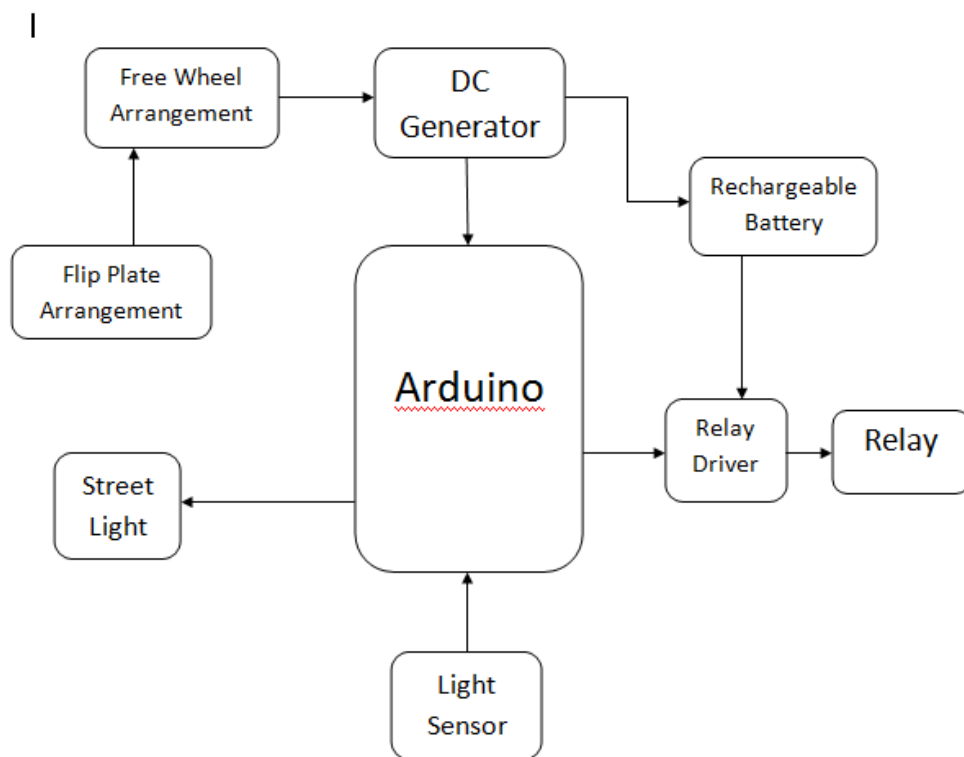 Free Wheel
Arrangement
DC
Generator
Rechargeable
Battery
Flip Plate
Arrangement
Arduino
Relay
Driver
Relay
Street
Light
Light
Sensor